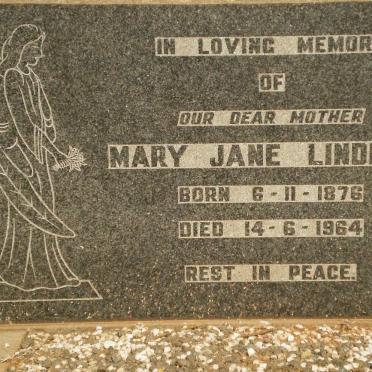 IN LOVING MEMOR
OF
OUR DEAR MOTHER
MARY JANE LIND
BORN 6-11-1876
DIED 14-6-1964
REST IN PEACE.